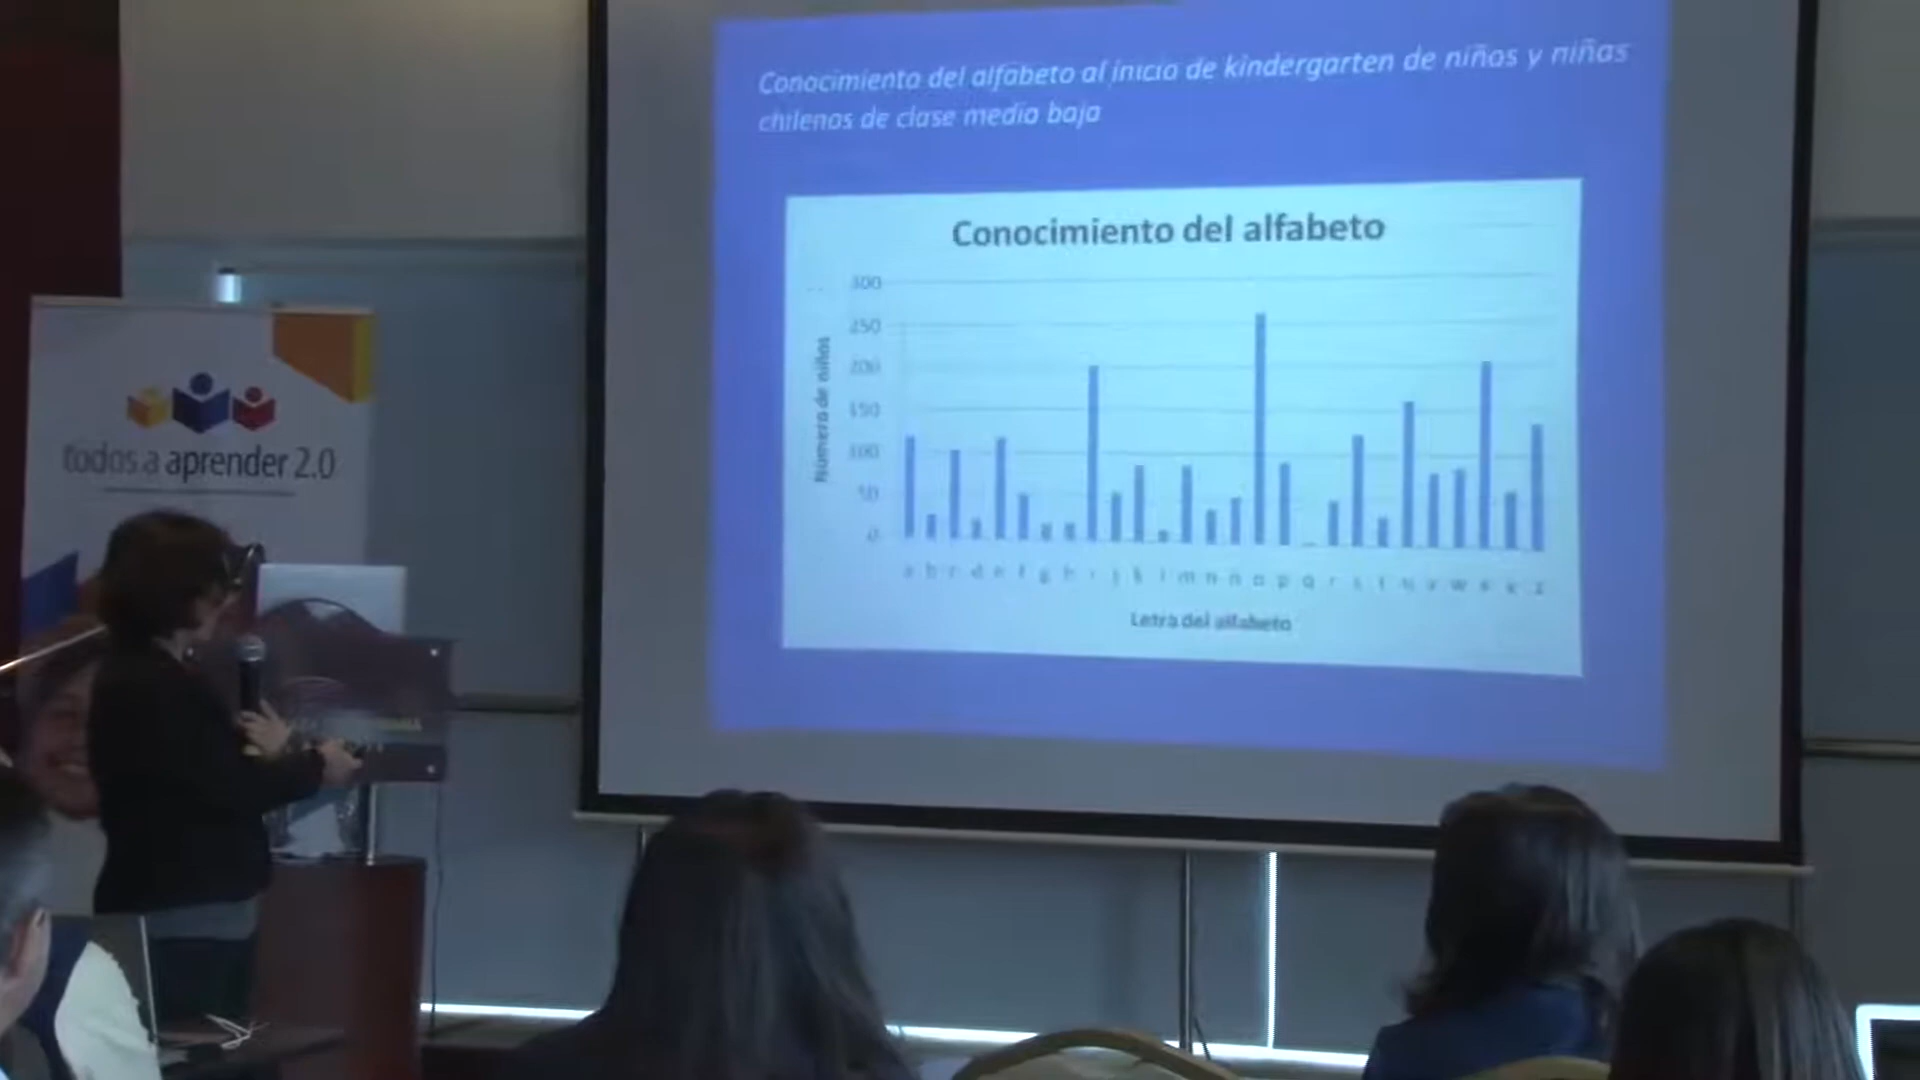 Conocimiento del alfabeto al inicio de kindergarten de niños y niñas
chilenos de clase media baja
Conocimiento del alfabeto
300
250
200
150
100
50
0
Número de niños
a b c d e f g h i j k l m n ñ o p q r s t u v w x y z
Letra del alfabeto
todos a aprender 2.0